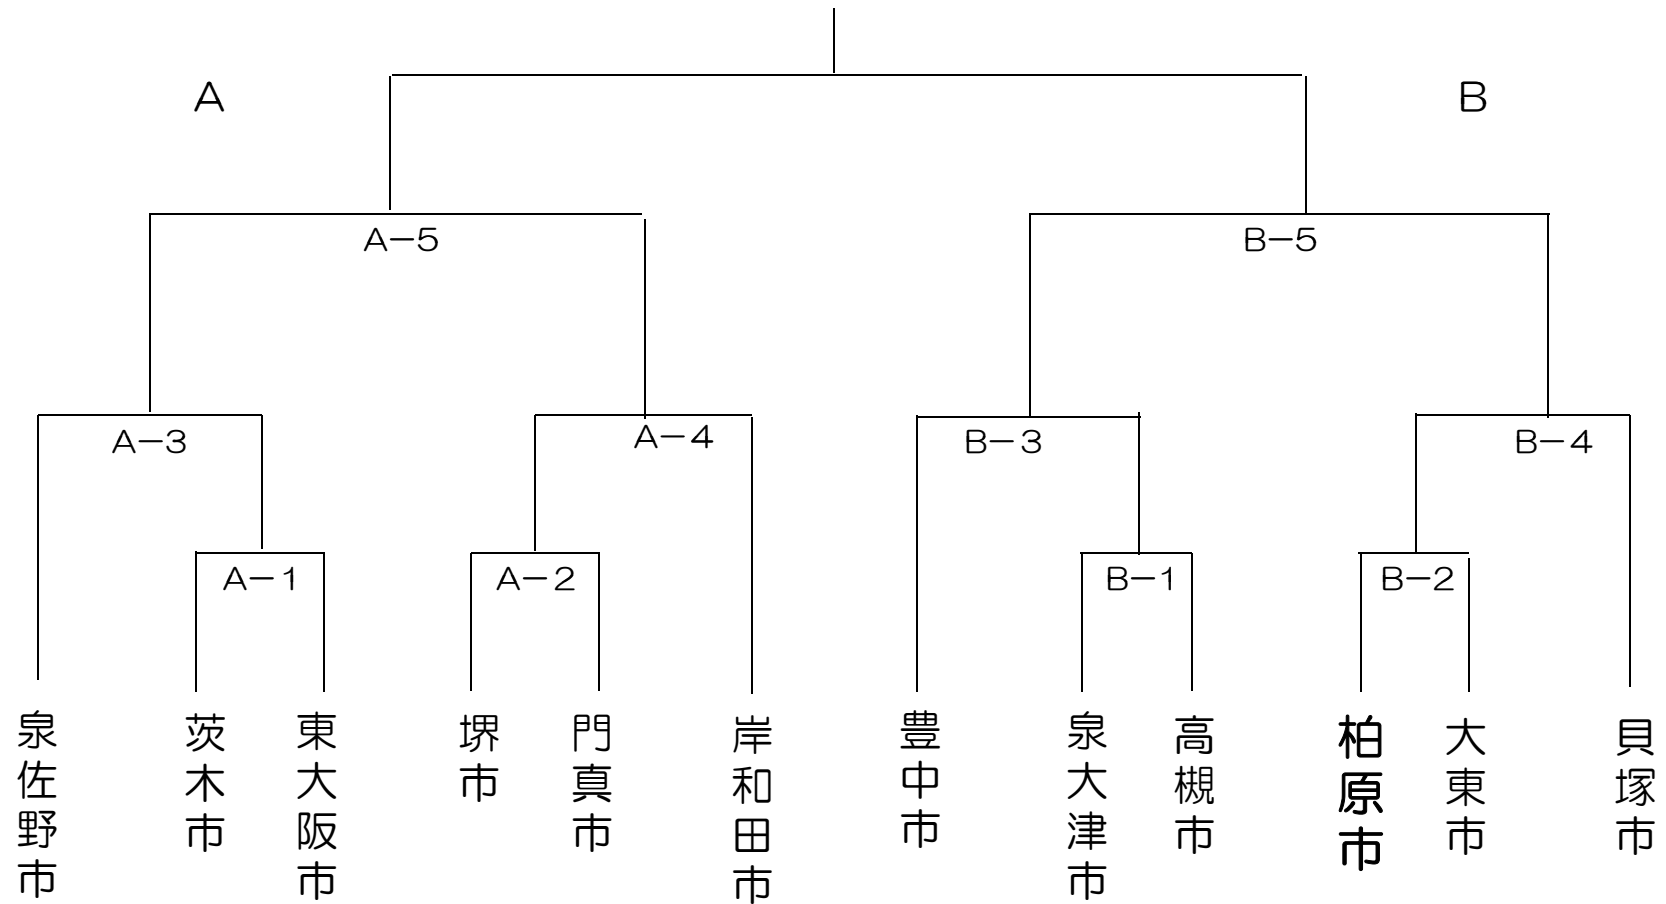 A
B
A－5
B－5
A－3
A－4
B－3
B－4
A－1
A－2
B－1
B－2
泉佐野市
茨木市
東大阪市
堺市
門真市
岸和田市
豊中市
泉大津市
高槻市
柏原市
大東市
貝塚市